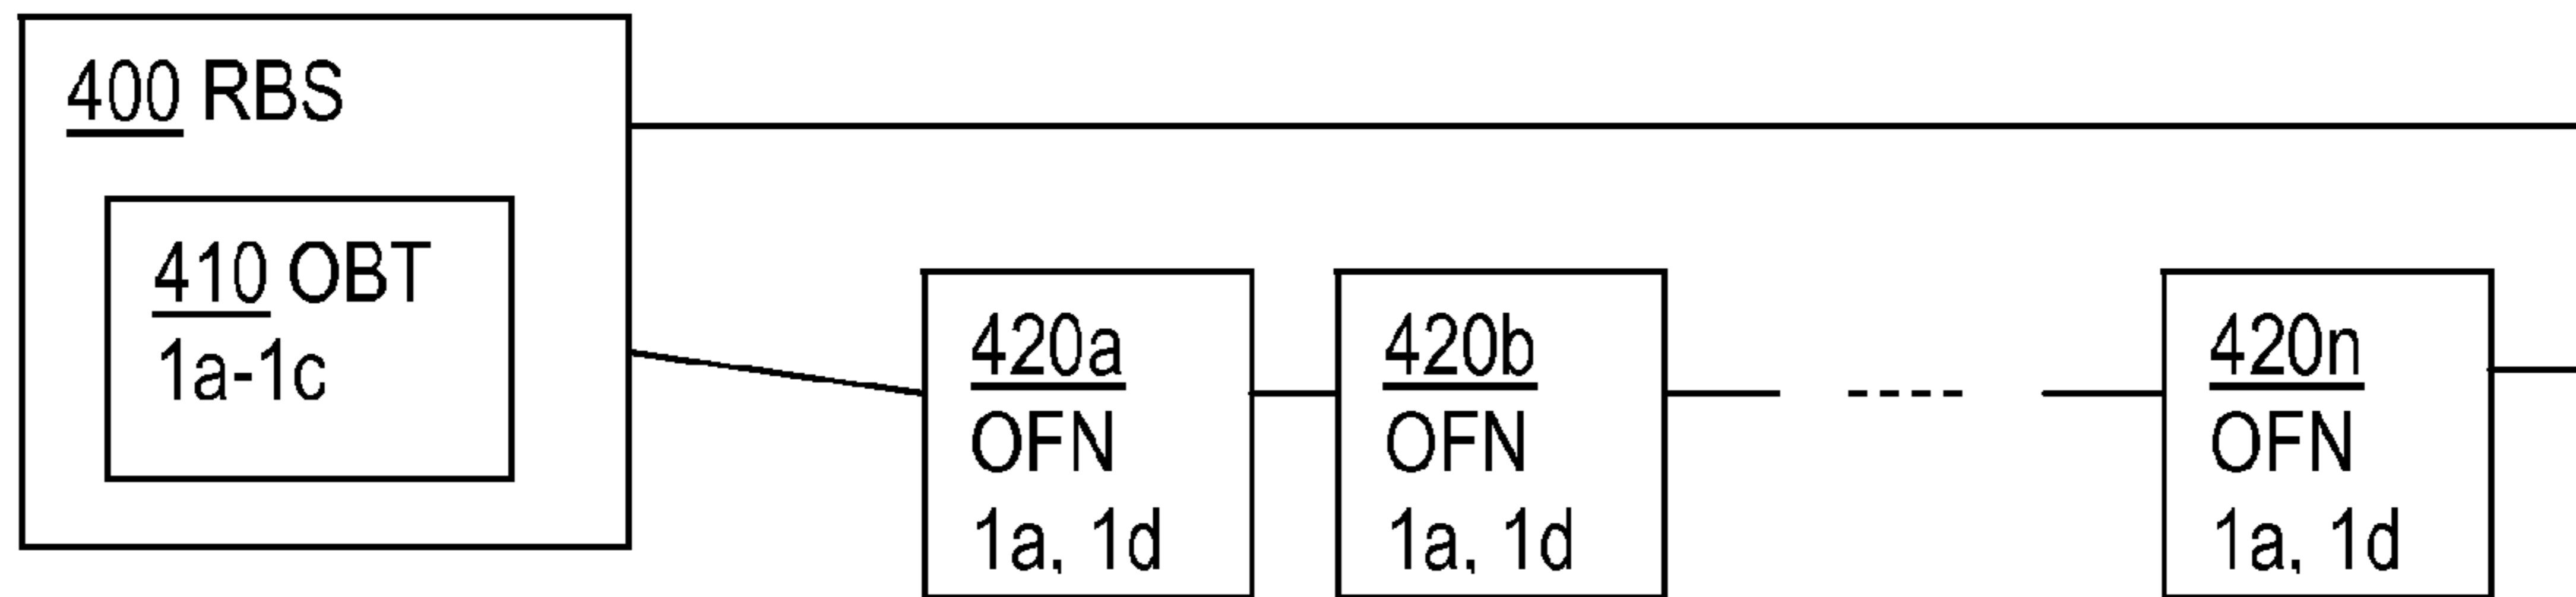 400 RBS
410 OBT
1a-1c
420a
OFN
1a, 1d
420b
OFN
1a, 1d
420n
OFN
1a, 1d